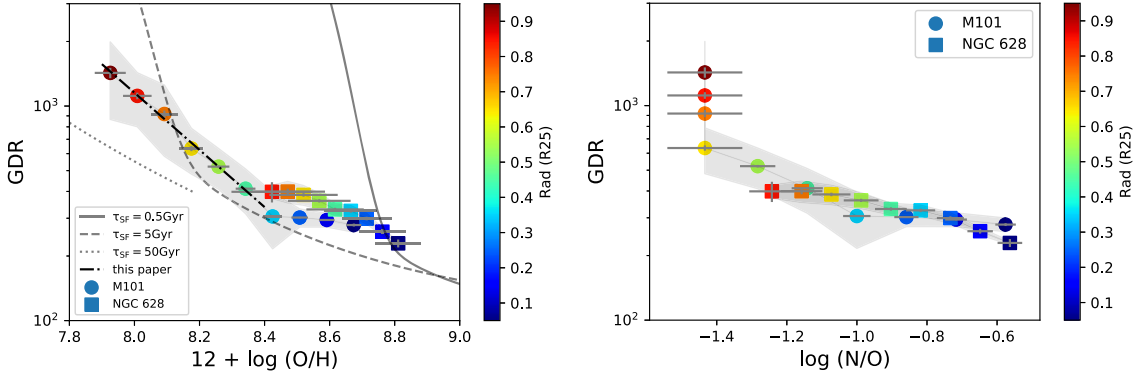 10³
10²
GDR
7.8 8.0 8.2 8.4 8.6 8.8 9.0
12 + log (O/H)
τSF = 0.5Gyr
τSF = 5Gyr
τSF = 50Gyr
this paper
M101
NGC 628
0.9
0.8
0.7
0.6
0.5
0.4
0.3
0.2
0.1
Rad (R25)
10³
10²
GDR
−1.4 −1.2 −1.0 −0.8 −0.6
log (N/O)
M101
NGC 628
0.9
0.8
0.7
0.6
0.5
0.4
0.3
0.2
0.1
Rad (R25)